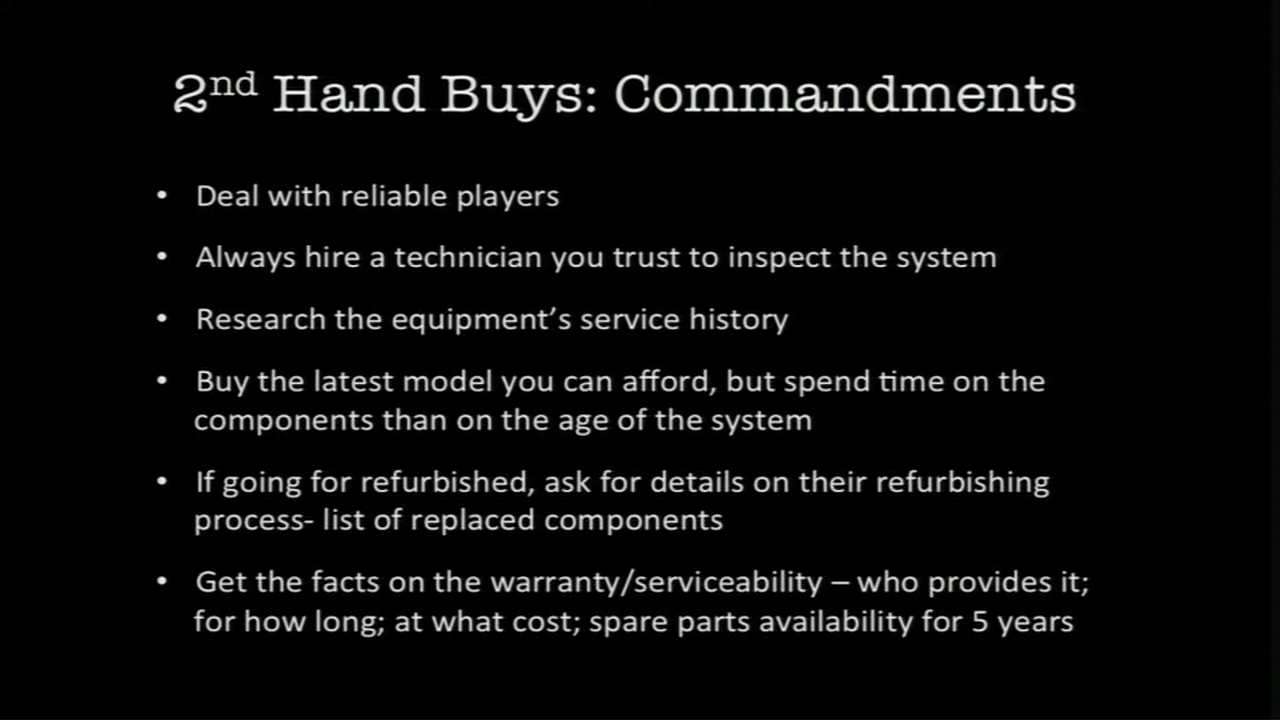 2nd Hand Buys: Commandments
• Deal with reliable players
• Always hire a technician you trust to inspect the system
• Research the equipment’s service history
• Buy the latest model you can afford, but spend time on the
components than on the age of the system
• If going for refurbished, ask for details on their refurbishing
process- list of replaced components
• Get the facts on the warranty/serviceability – who provides it;
for how long; at what cost; spare parts availability for 5 years